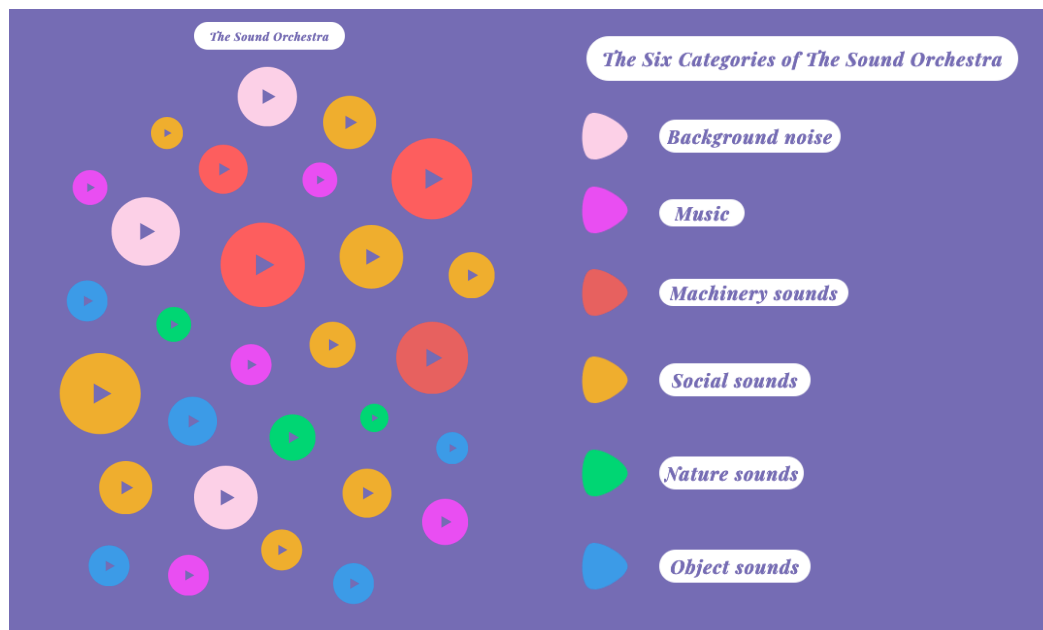 The Sound Orchestra
The Six Categories of The Sound Orchestra
Background noise
Music
Machinery sounds
Social sounds
Nature sounds
Object sounds